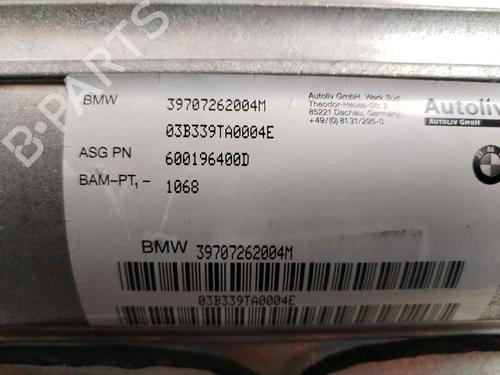 BMW 39707262004M
03B339TA0004E
ASG PN 600196400D
BAM-PT1- 1068
Autoliv GmbH, Werk Süd
Theodor-Heuss-Str. 2
85221 Dachau, Germany
+49/(0) 8131/295-0
Autoliv
AUTOLIV GMBH
BMW
BMW 39707262004M
03B339TA0004E